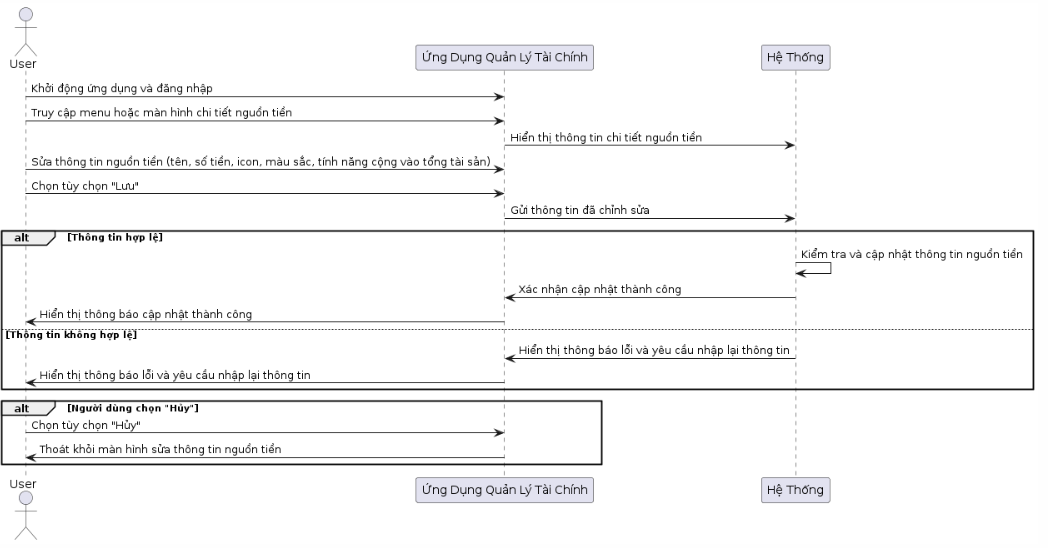 User
Ứng Dụng Quản Lý Tài Chính
Hệ Thống
Khởi động ứng dụng và đăng nhập
Truy cập menu hoặc màn hình chi tiết nguồn tiền
Hiển thị thông tin chi tiết nguồn tiền
Sửa thông tin nguồn tiền (tên, số tiền, icon, màu sắc, tính năng cộng vào tổng tài sản)
Chọn tùy chọn "Lưu"
Gửi thông tin đã chỉnh sửa
alt [Thông tin hợp lệ]
Kiểm tra và cập nhật thông tin nguồn tiền
Xác nhận cập nhật thành công
Hiển thị thông báo cập nhật thành công
[Thông tin không hợp lệ]
Hiển thị thông báo lỗi và yêu cầu nhập lại thông tin
Hiển thị thông báo lỗi và yêu cầu nhập lại thông tin
alt [Người dùng chọn "Hủy"]
Chọn tùy chọn "Hủy"
Thoát khỏi màn hình sửa thông tin nguồn tiền
User
Ứng Dụng Quản Lý Tài Chính
Hệ Thống